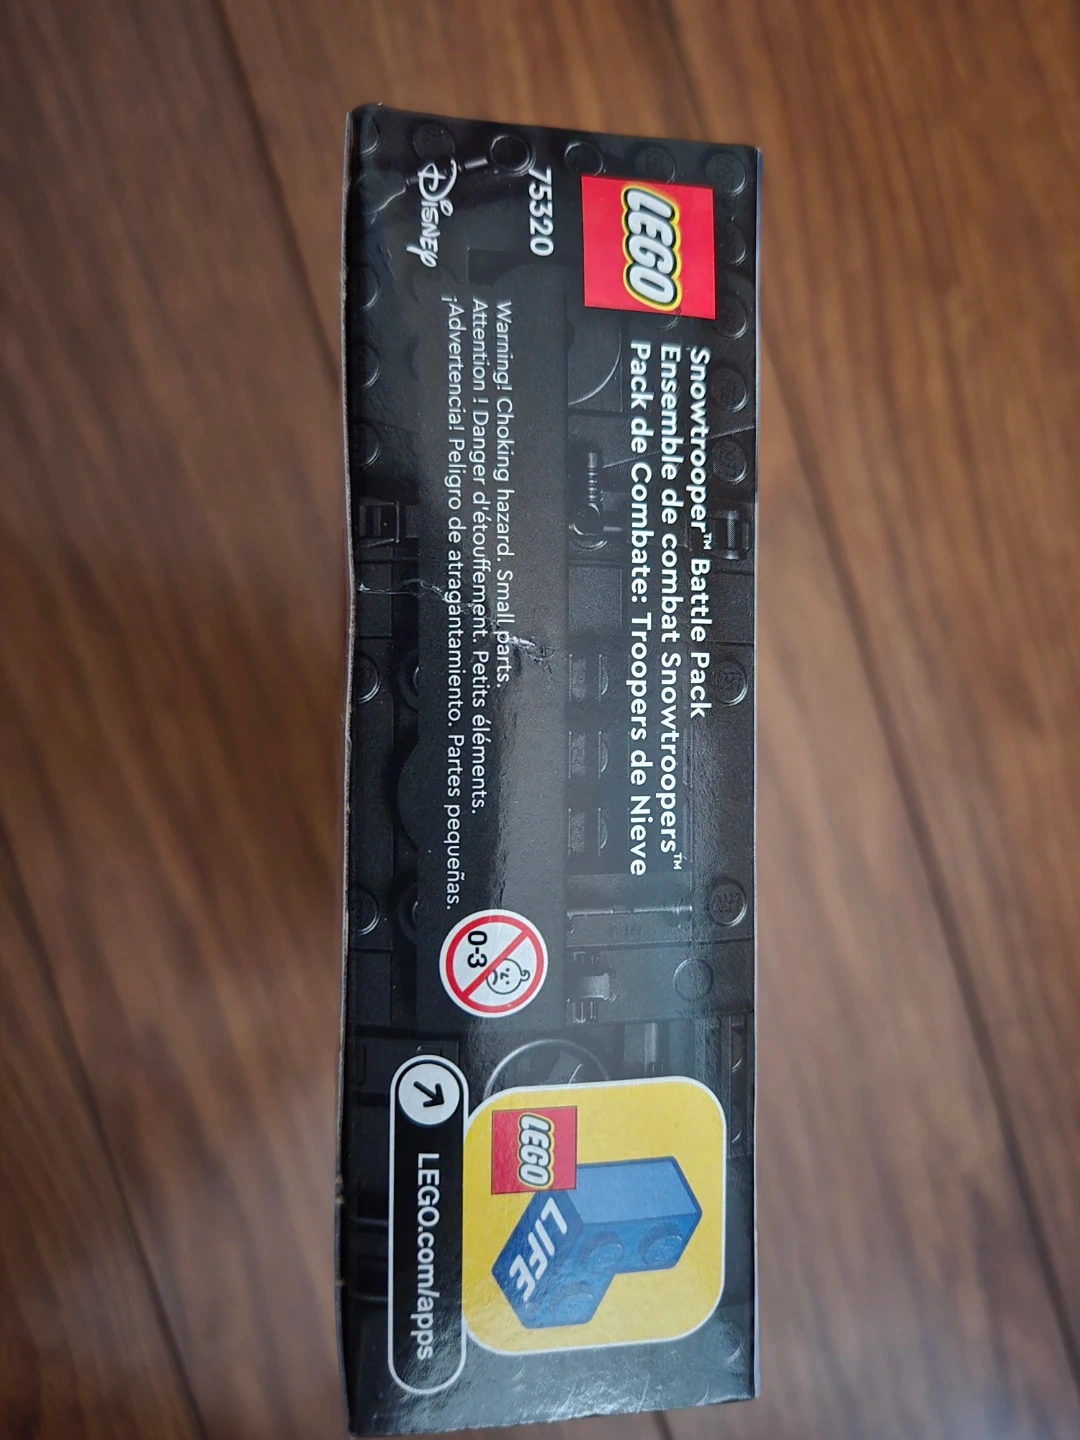 LEGO
Snowtrooper™ Battle Pack
Ensemble de combat Snowtroopers™
Pack de Combate: Troopers de Nieve
75320
Disney
Warning! Choking hazard. Small parts.
Attention ! Danger d'étouffement. Petits éléments.
¡Advertencia! Peligro de atragantamiento. Partes pequeñas.
0-3
LEGO
LIFE
LEGO.com/apps